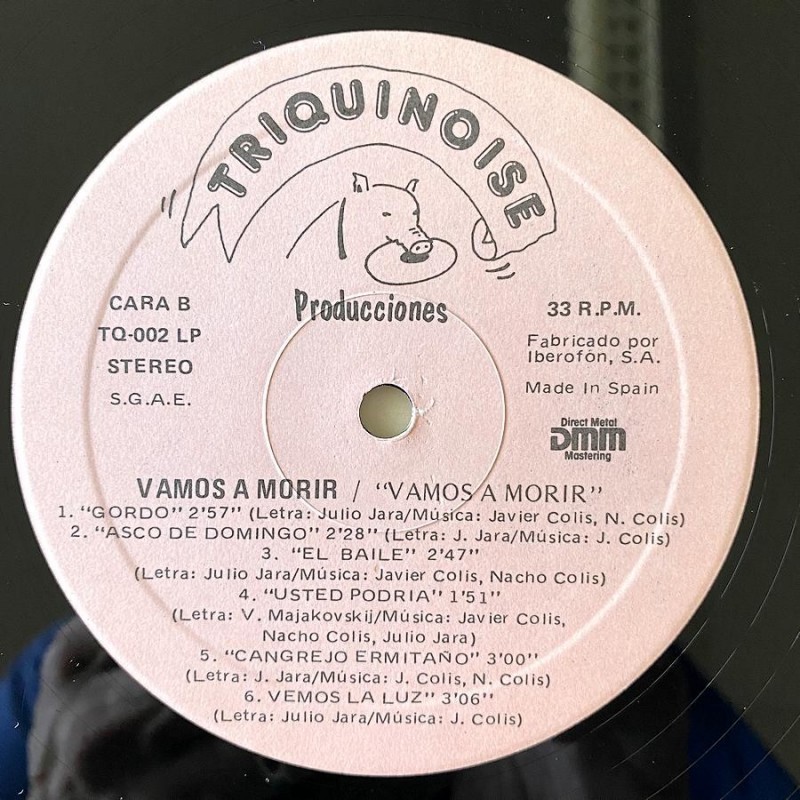 TRIQUINOISE
Producciones
CARA B
TQ-002 LP
STEREO
S.G.A.E.
33 R.P.M.
Fabricado por
Iberofón, S.A.
Made In Spain
Direct Metal
DMM
Mastering
VAMOS A MORIR / “VAMOS A MORIR”
1. “GORDO” 2'57” (Letra: Julio Jara/Música: Javier Colis, N. Colis)
2. “ASCO DE DOMINGO” 2'28” (Letra: J. Jara/Música: J. Colis)
3. “EL BAILE” 2'47”
(Letra: Julio Jara/Música: Javier Colis, Nacho Colis)
4. “USTED PODRIA” 1'51”
(Letra: V. Majakovskij/Música: Javier Colis,
Nacho Colis, Julio Jara)
5. “CANGREJO ERMITAÑO” 3'00”
(Letra: J. Jara/Música: J. Colis, N. Colis)
6. VEMOS LA LUZ” 3'06”
(Letra: Julio Jara/Música: J. Colis)